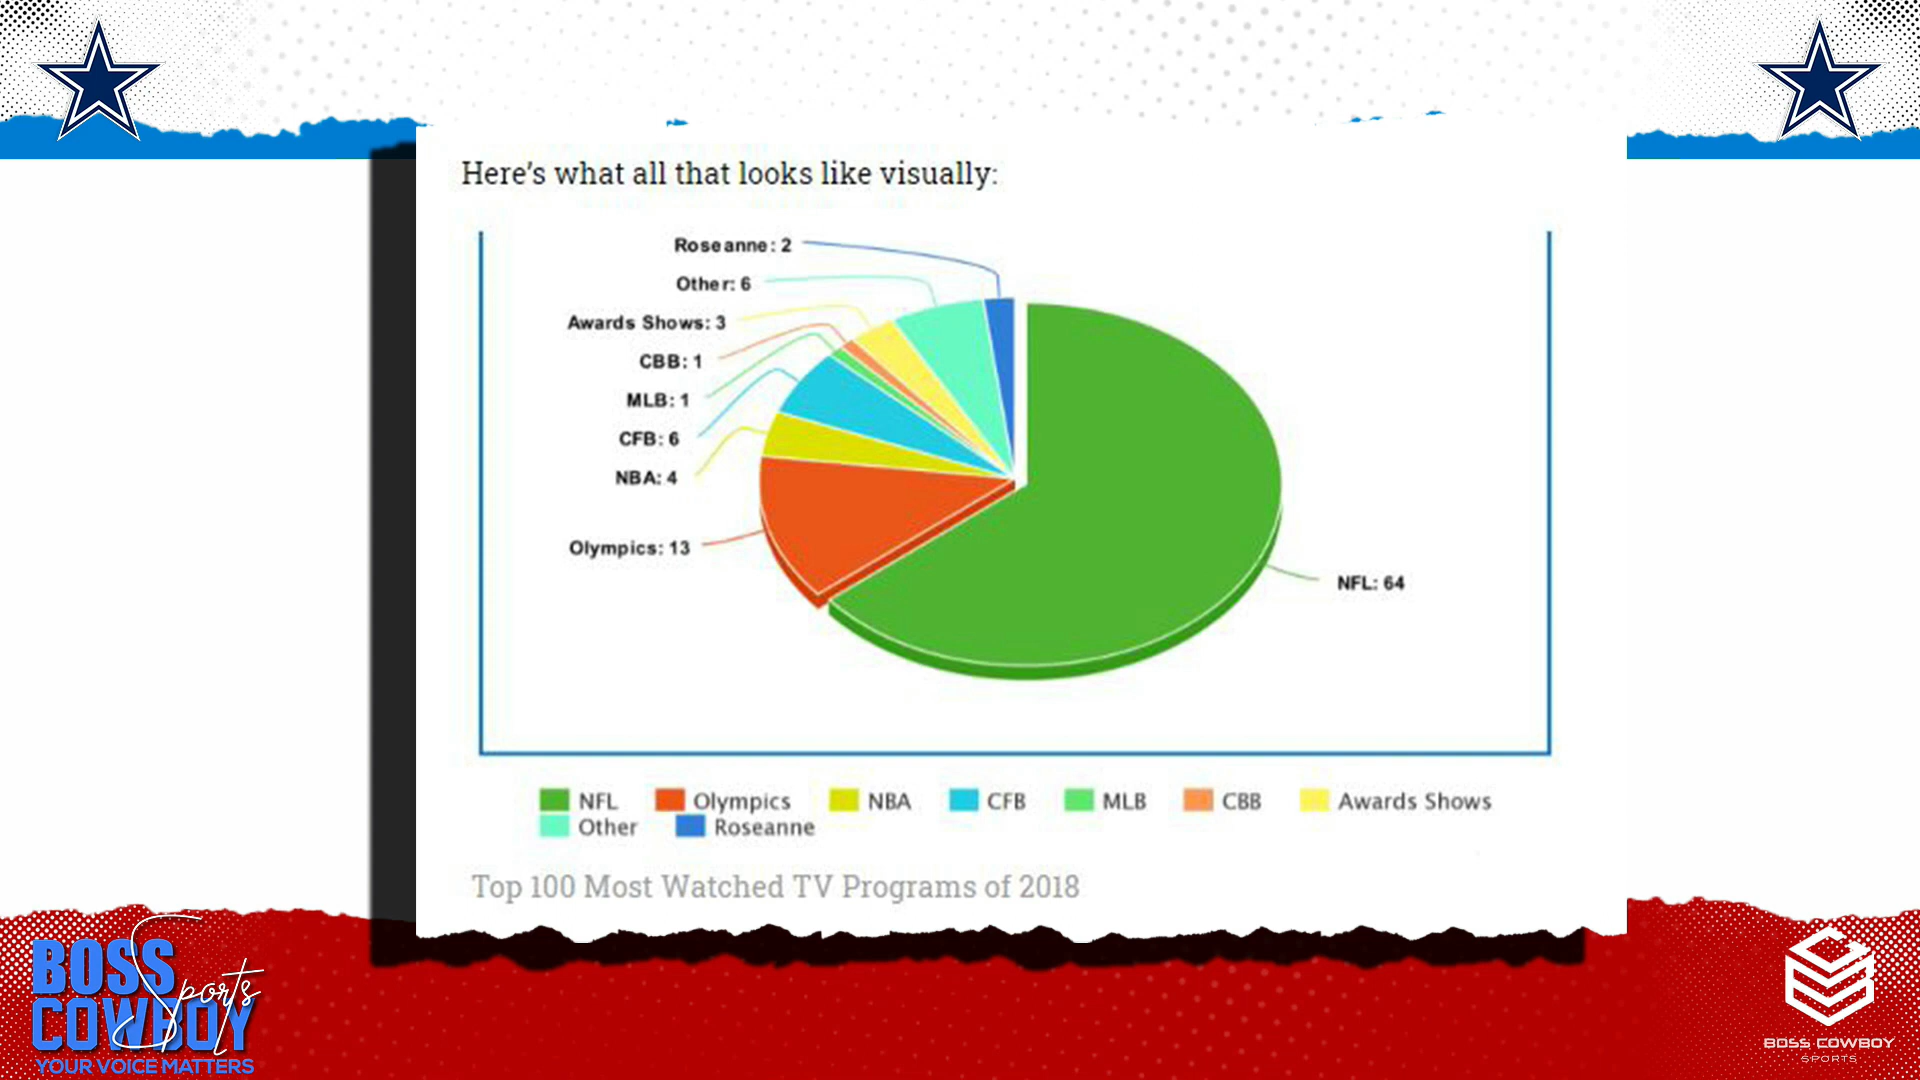 Here's what all that looks like visually:
Roseanne: 2
Other: 6
Awards Shows: 3
CBB: 1
MLB: 1
CFB: 6
NBA: 4
Olympics: 13
NFL: 64
NFL Olympics NBA CFB MLB CBB Awards Shows
Other Roseanne
Top 100 Most Watched TV Programs of 2018
BOSS
Sports
COWBOY
YOUR VOICE MATTERS
BOSS COWBOY
SPORTS